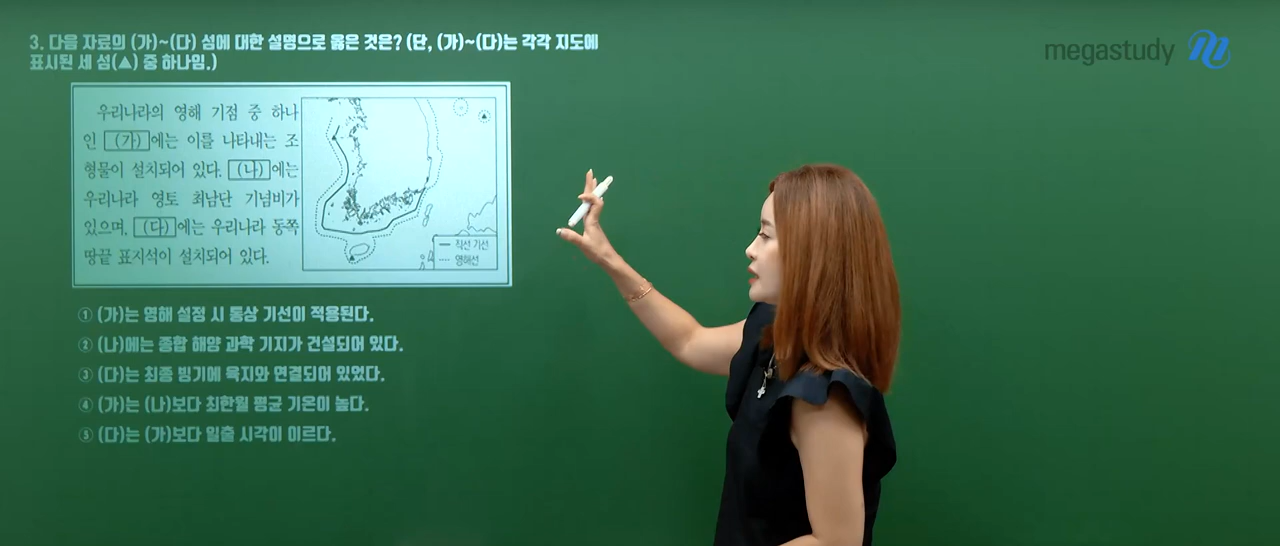 3. 다음 자료의 (가)~(다) 섬에 대한 설명으로 옳은 것은? (단, (가)~(다)는 각각 지도에
표시된 세 섬(▲) 중 하나임.)
megastudy
우리나라의 영해 기점 중 하나
인 (가)에는 이를 나타내는 조
형물이 설치되어 있다. (나)에는
우리나라 영토 최남단 기념비가
있으며, (다)에는 우리나라 동쪽
땅끝 표지석이 설치되어 있다.
직선 기선
영해선
① (가)는 영해 설정 시 통상 기선이 적용된다.
② (나)에는 종합 해양 과학 기지가 건설되어 있다.
③ (다)는 최종 빙기에 육지와 연결되어 있었다.
④ (가)는 (나)보다 최한월 평균 기온이 높다.
⑤ (다)는 (가)보다 일출 시각이 이르다.